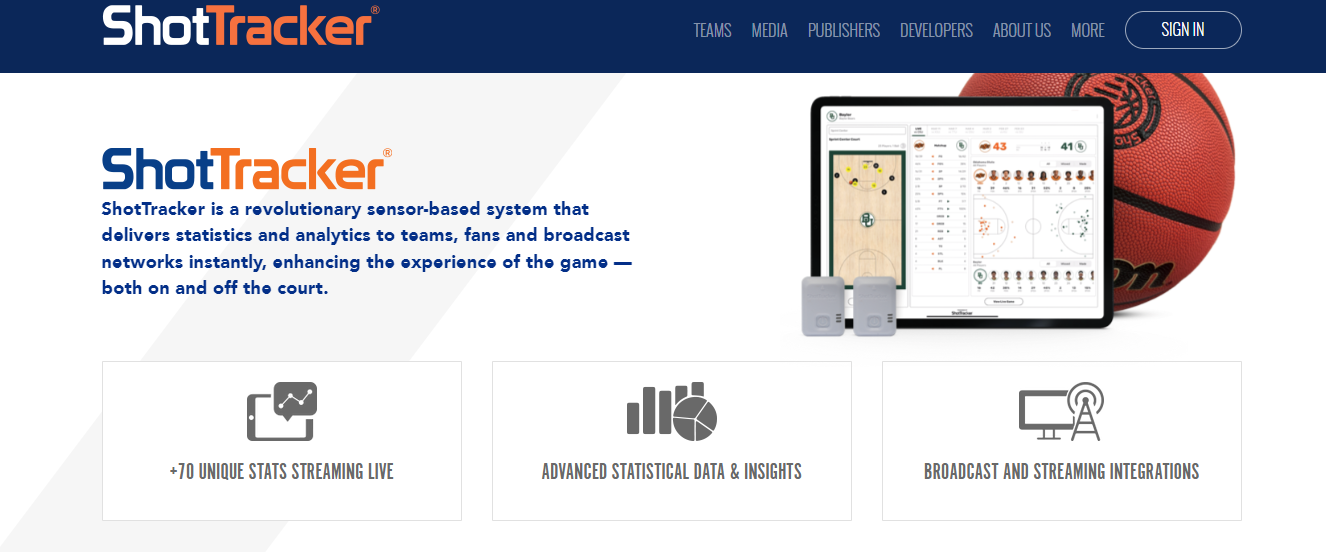 ShotTracker®
TEAMS MEDIA PUBLISHERS DEVELOPERS ABOUT US MORE SIGN IN
ShotTracker®
ShotTracker is a revolutionary sensor-based system that
delivers statistics and analytics to teams, fans and broadcast
networks instantly, enhancing the experience of the game —
both on and off the court.
43 41
BU
+70 UNIQUE STATS STREAMING LIVE
ADVANCED STATISTICAL DATA & INSIGHTS
BROADCAST AND STREAMING INTEGRATIONS